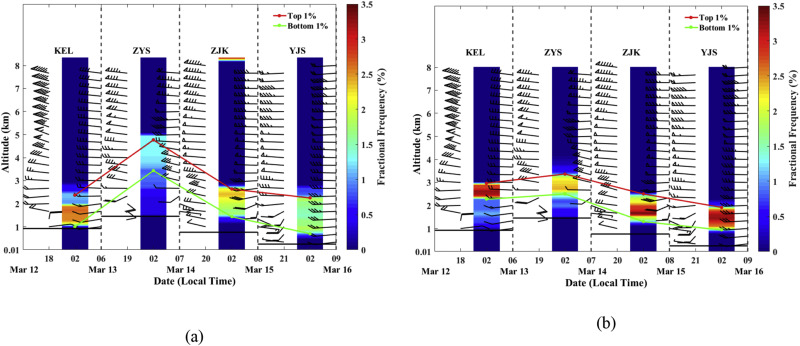 KEL ZYS ZJK YJS
Top 1%
Bottom 1%
8
7
6
5
4
3
2
1
0.01
Altitude (km)
18 02 06 19 02 07 20 02 08 21 02 09
Mar 12 Mar 13 Mar 14 Mar 15 Mar 16
Date (Local Time)
3.5
3
2.5
2
1.5
1
0.5
0
Fractional Frequency (%)
(a)
KEL ZYS ZJK YJS
Top 1%
Bottom 1%
8
7
6
5
4
3
2
1
0.01
Altitude (km)
18 02 06 19 02 07 20 02 08 21 02 09
Mar 12 Mar 13 Mar 14 Mar 15 Mar 16
Date (Local Time)
3.5
3
2.5
2
1.5
1
0.5
0
Fractional Frequency (%)
(b)